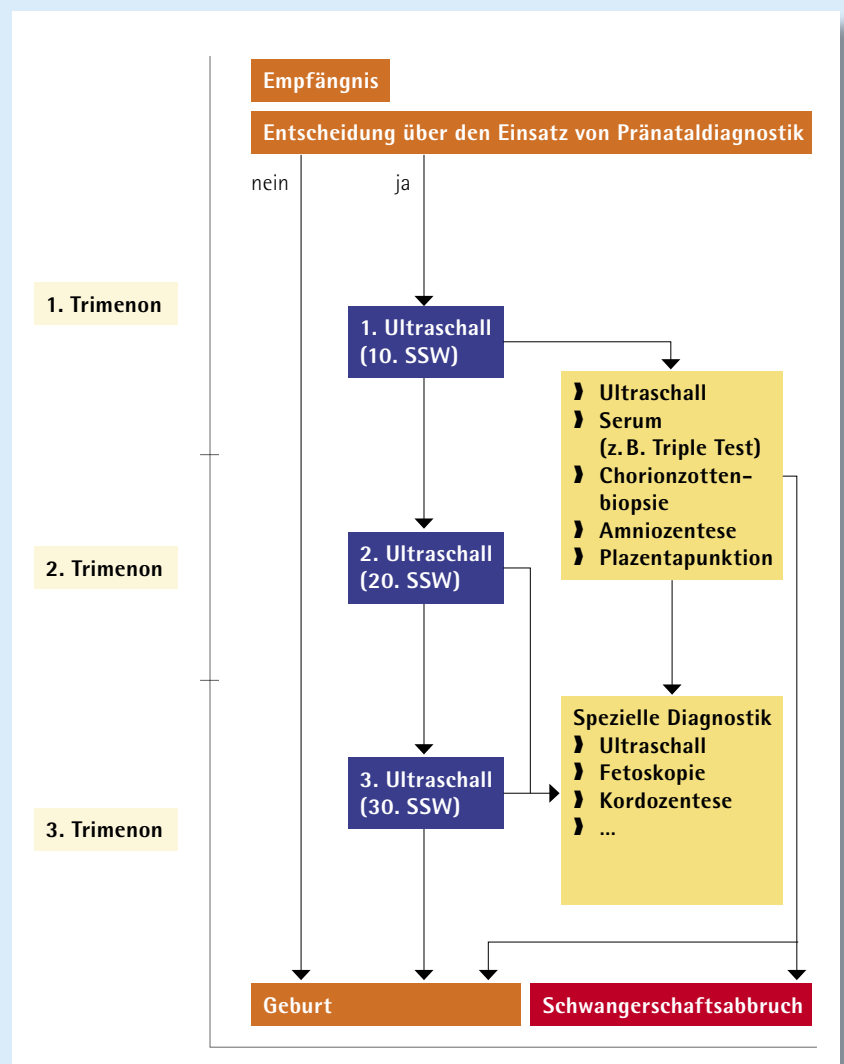 Empfängnis
Entscheidung über den Einsatz von Pränataldiagnostik
nein
ja
1. Trimenon
1. Ultraschall
(10. SSW)
❱ Ultraschall
❱ Serum
(z. B. Triple Test)
❱ Chorionzotten-
biopsie
❱ Amniozentese
❱ Plazentapunktion
2. Trimenon
2. Ultraschall
(20. SSW)
Spezielle Diagnostik
❱ Ultraschall
❱ Fetoskopie
❱ Kordozentese
❱ ...
3. Trimenon
3. Ultraschall
(30. SSW)
Geburt
Schwangerschaftsabbruch